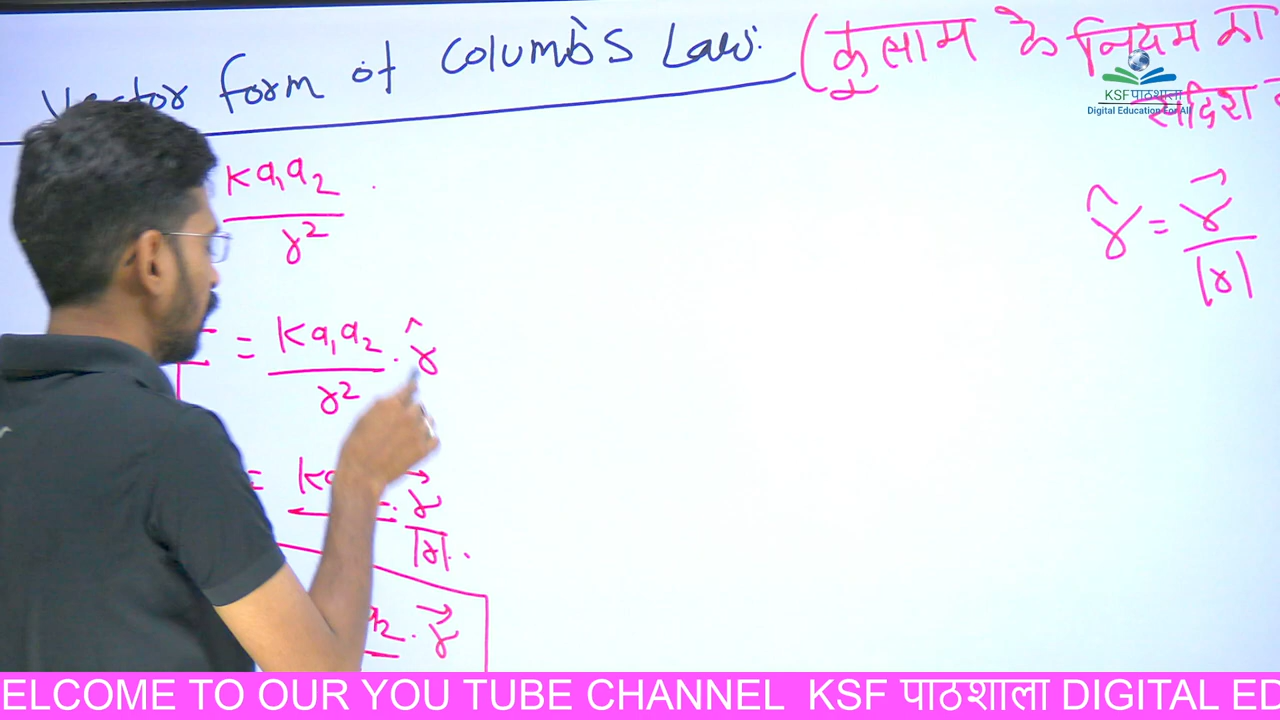 Vector form of Columb's Law. (कुलाम के नियम का
सदिश
KSF पाठशाला
Digital Education For All
Kq₁q₂
r²
r̂ = r⃗
|r|
= Kq₁q₂ . r̂
r²
= . r⃗
|r|.
. r⃗
ELCOME TO OUR YOU TUBE CHANNEL KSF पाठशाला DIGITAL ED